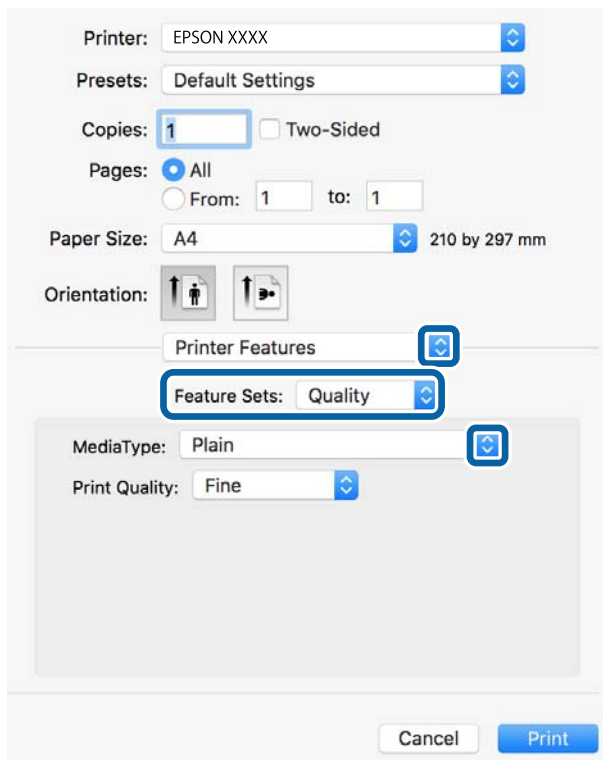 Printer: EPSON XXXX
Presets: Default Settings
Copies: 1 Two-Sided
Pages: All
From: 1 to: 1
Paper Size: A4 210 by 297 mm
Orientation:
Printer Features
Feature Sets: Quality
MediaType: Plain
Print Quality: Fine
Cancel Print